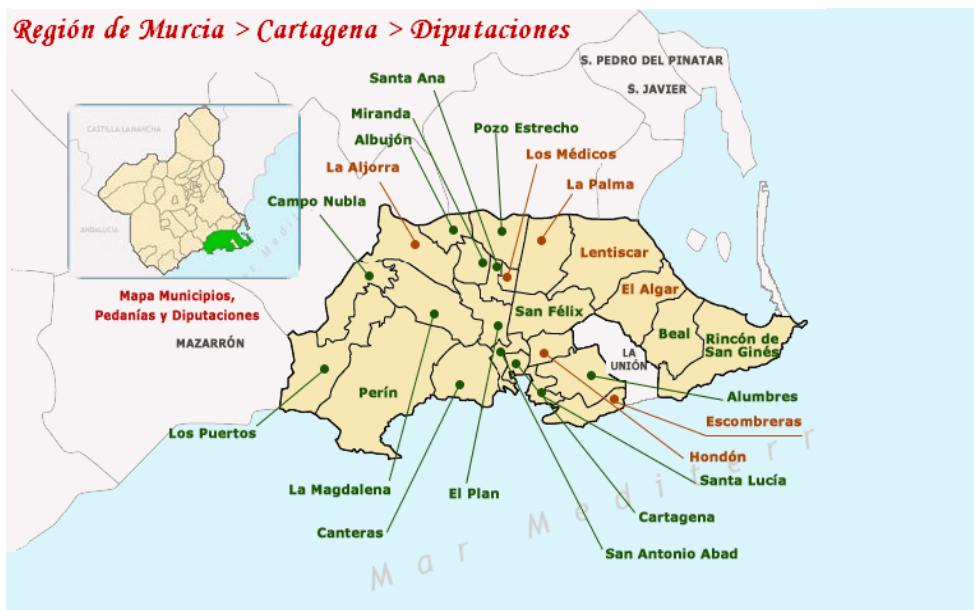 Región de Murcia > Cartagena > Diputaciones
S. PEDRO DEL PINATAR
S. JAVIER
Santa Ana
Miranda
Albujón
Pozo Estrecho
Los Médicos
La Aljorra
La Palma
Campo Nubla
CASTILLA LA MANCHA
ANDALUCÍA
Mar Medit
Lentiscar
El Algar
Mapa Municipios,
Pedanías y Diputaciones
MAZARRÓN
San Félix
Beal
Rincón de
San Ginés
LA
UNIÓN
Perín
Alumbres
Escombreras
Los Puertos
Hondón
Santa Lucía
La Magdalena
El Plan
Cartagena
Canteras
San Antonio Abad
Mar Mediterr